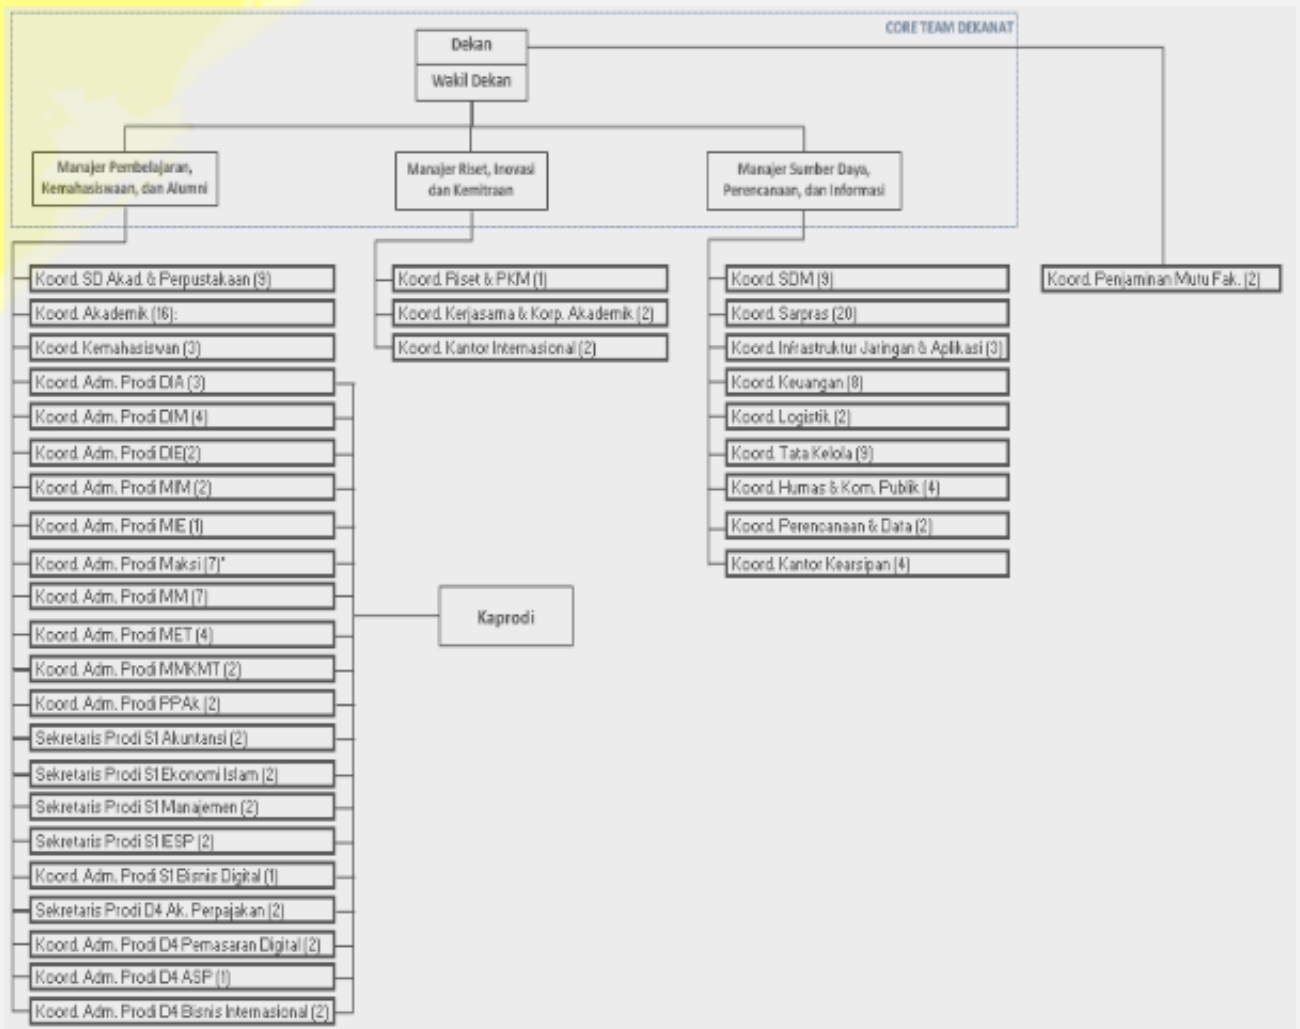 CORE TEAM DEKANAT
Dekan
Wakil Dekan
Manajer Pembelajaran,
Kemahasiswaan, dan Alumni
Manajer Riset, Inovasi
dan Kemitraan
Manajer Sumber Daya,
Perencanaan, dan Informasi
Koord. SD Akad. & Perpustakaan (9)
Koord. Akademik (16):
Koord. Kemahasiswan (3)
Koord. Adm. Prodi DIA (3)
Koord. Adm. Prodi DIM (4)
Koord. Adm. Prodi DIE(2)
Koord. Adm. Prodi MIM (2)
Koord. Adm. Prodi MIE (1)
Koord. Adm. Prodi Maksi (7)*
Koord. Adm. Prodi MM (7)
Koord. Adm. Prodi MET (4)
Koord. Adm. Prodi MMKMT (2)
Koord. Adm. Prodi PPAk (2)
Sekretaris Prodi S1 Akuntansi (2)
Sekretaris Prodi S1 Ekonomi Islam (2)
Sekretaris Prodi S1 Manajemen (2)
Sekretaris Prodi S1 IESP (2)
Koord. Adm. Prodi S1 Bisnis Digital (1)
Sekretaris Prodi D4 Ak. Perpajakan (2)
Koord. Adm. Prodi D4 Pemasaran Digital (2)
Koord. Adm. Prodi D4 ASP (1)
Koord. Adm. Prodi D4 Bisnis Internasional (2)
Kaprodi
Koord. Riset & PKM (1)
Koord. Kerjasama & Korp. Akademik (2)
Koord. Kantor Internasional (2)
Koord. SDM (9)
Koord. Sarpras (20)
Koord. Infrastruktur Jaringan & Aplikasi (3)
Koord. Keuangan (8)
Koord. Logistik (2)
Koord. Tata Kelola (9)
Koord. Humas & Kom. Publik (4)
Koord. Perencanaan & Data (2)
Koord. Kantor Kearsipan (4)
Koord. Penjaminan Mutu Fak. (2)